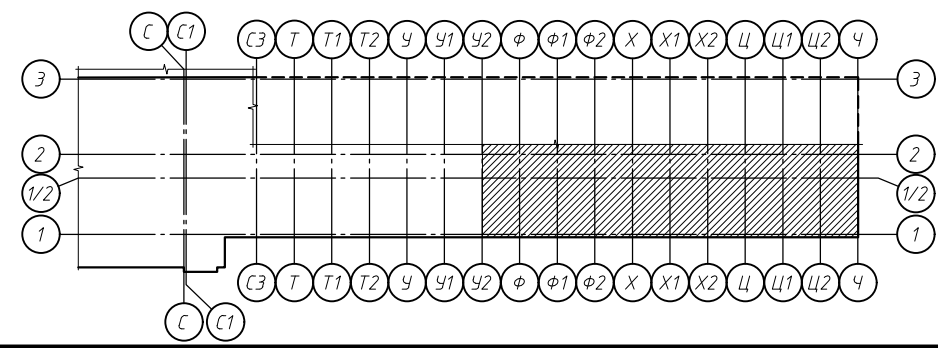 С С1 С3 Т Т1 Т2 У У1 У2 Ф Ф1 Ф2 Х Х1 Х2 Ц Ц1 Ц2 Ч
3 3
2 2
1/2 1/2
1 1
С3 Т Т1 Т2 У У1 У2 Ф Ф1 Ф2 Х Х1 Х2 Ц Ц1 Ц2 Ч
С С1